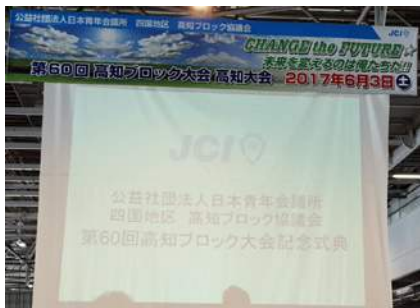 公益社団法人日本青年会議所 四国地区 高知ブロック協議会
JCI
CHANGE the FUTURE
未来を変えるのは俺たちだ!!
第60回 高知ブロック大会 高知大会 2017年6月3日 土
JCI
公益社団法人日本青年会議所
四国地区 高知ブロック協議会
第60回高知ブロック大会記念式典